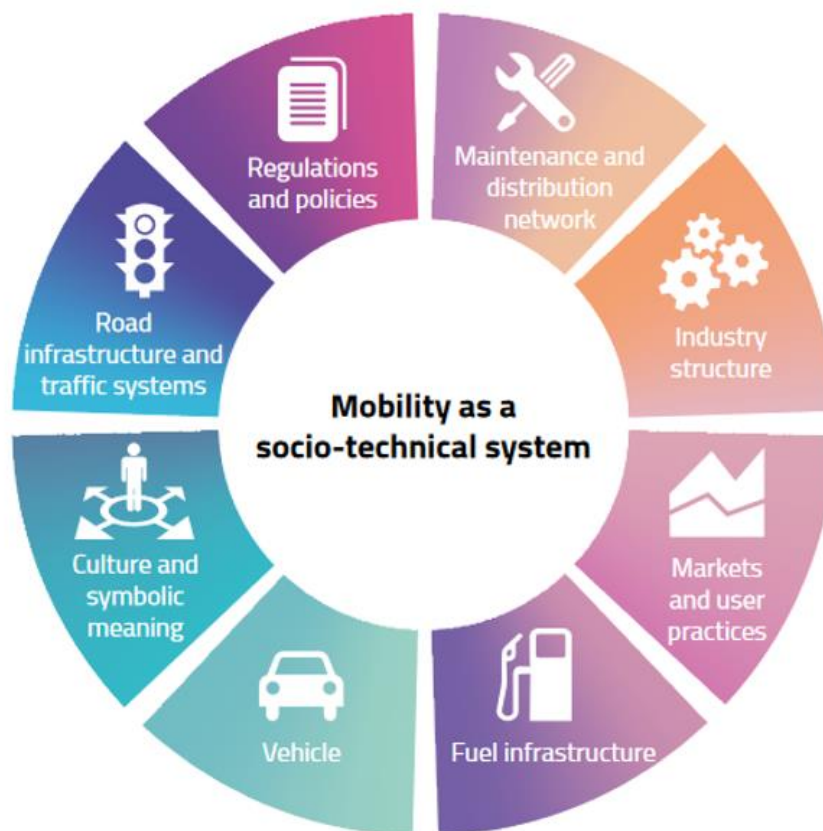 Regulations
and policies
Maintenance and
distribution
network
Industry
structure
Markets
and user
practices
Fuel infrastructure
Vehicle
Culture and
symbolic
meaning
Road
infrastructure and
traffic systems
Mobility as a
socio-technical system